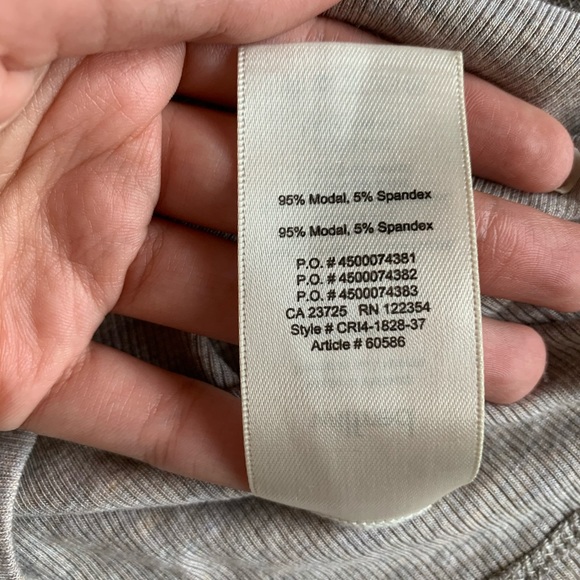 95% Modal, 5% Spandex
95% Modal, 5% Spandex
P.O. # 4500074381
P.O. # 4500074382
P.O. # 4500074383
CA 23725 RN 122354
Style # CRI4-1828-37
Article # 60586